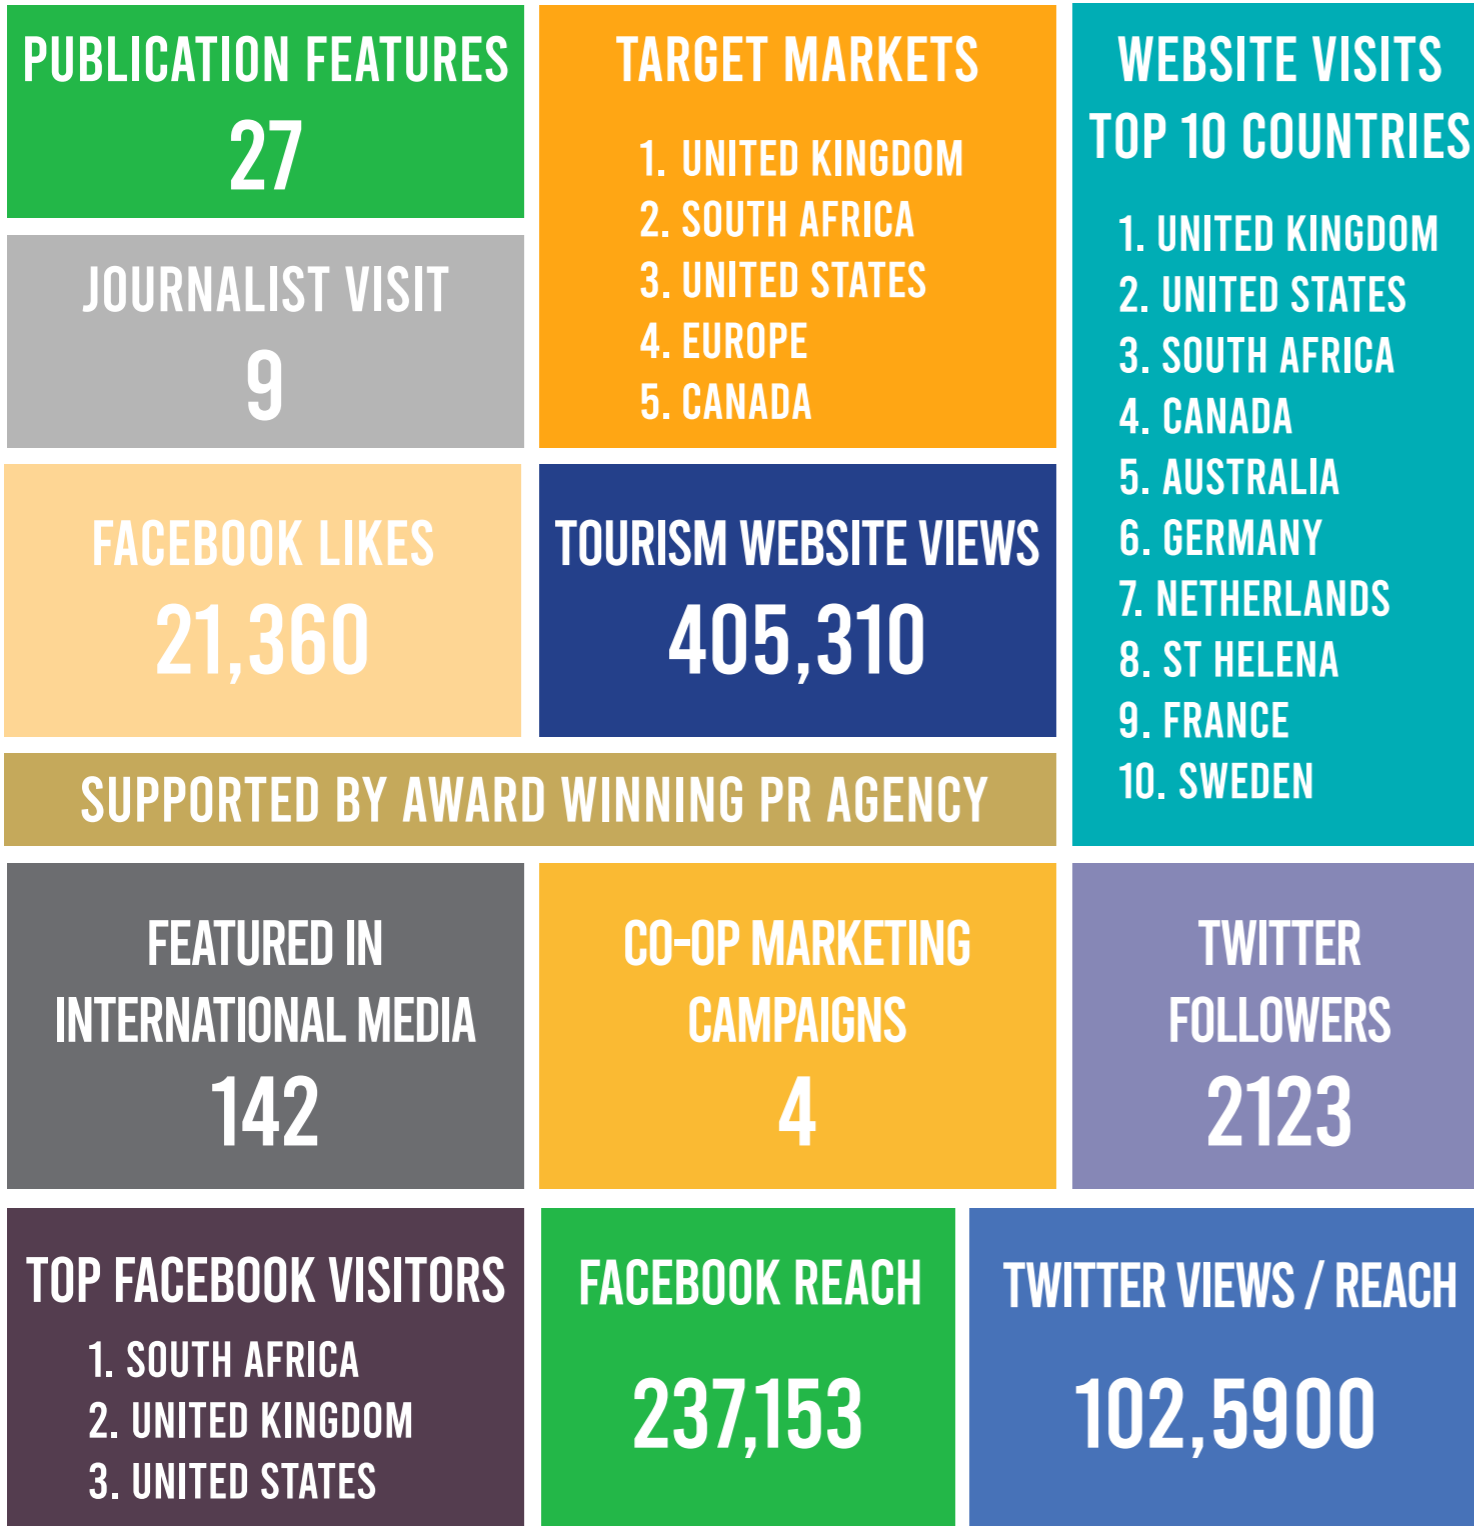 PUBLICATION FEATURES
27
JOURNALIST VISIT
9
TARGET MARKETS
1. UNITED KINGDOM
2. SOUTH AFRICA
3. UNITED STATES
4. EUROPE
5. CANADA
WEBSITE VISITS
TOP 10 COUNTRIES
1. UNITED KINGDOM
2. UNITED STATES
3. SOUTH AFRICA
4. CANADA
5. AUSTRALIA
6. GERMANY
7. NETHERLANDS
8. ST HELENA
9. FRANCE
10. SWEDEN
FACEBOOK LIKES
21,360
TOURISM WEBSITE VIEWS
405,310
SUPPORTED BY AWARD WINNING PR AGENCY
FEATURED IN
INTERNATIONAL MEDIA
142
CO-OP MARKETING
CAMPAIGNS
4
TWITTER
FOLLOWERS
2123
TOP FACEBOOK VISITORS
1. SOUTH AFRICA
2. UNITED KINGDOM
3. UNITED STATES
FACEBOOK REACH
237,153
TWITTER VIEWS / REACH
102,5900